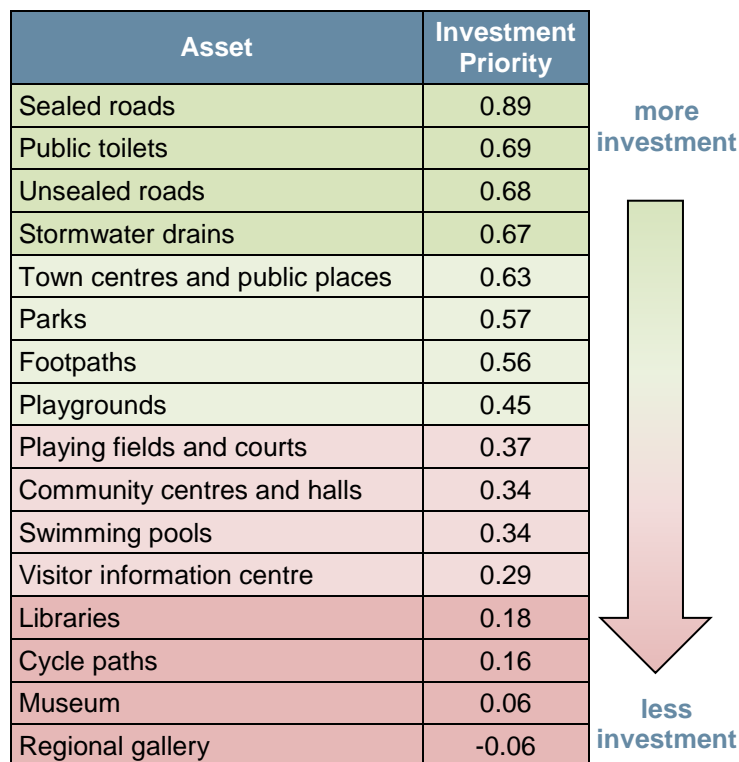 Asset Investment Priority
Sealed roads 0.89
Public toilets 0.69
Unsealed roads 0.68
Stormwater drains 0.67
Town centres and public places 0.63
Parks 0.57
Footpaths 0.56
Playgrounds 0.45
Playing fields and courts 0.37
Community centres and halls 0.34
Swimming pools 0.34
Visitor information centre 0.29
Libraries 0.18
Cycle paths 0.16
Museum 0.06
Regional gallery -0.06
more
investment
less
investment